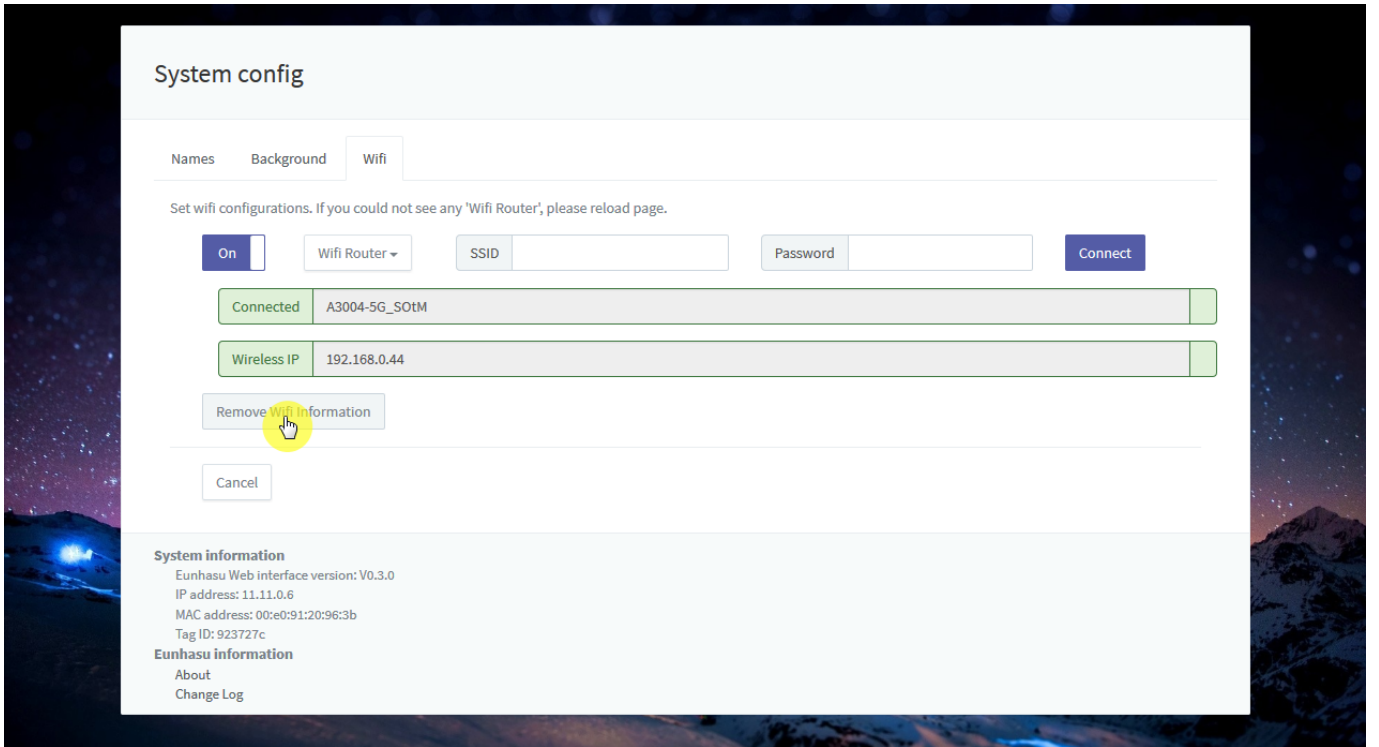 System config
Names Background Wifi
Set wifi configurations. If you could not see any 'Wifi Router', please reload page.
On Wifi Router SSID Password Connect
Connected A3004-5G_SOtM
Wireless IP 192.168.0.44
Remove Wifi Information
Cancel
System information
Eunhasu Web interface version: V0.3.0
IP address: 11.11.0.6
MAC address: 00:e0:91:20:96:3b
Tag ID: 923727c
Eunhasu information
About
Change Log